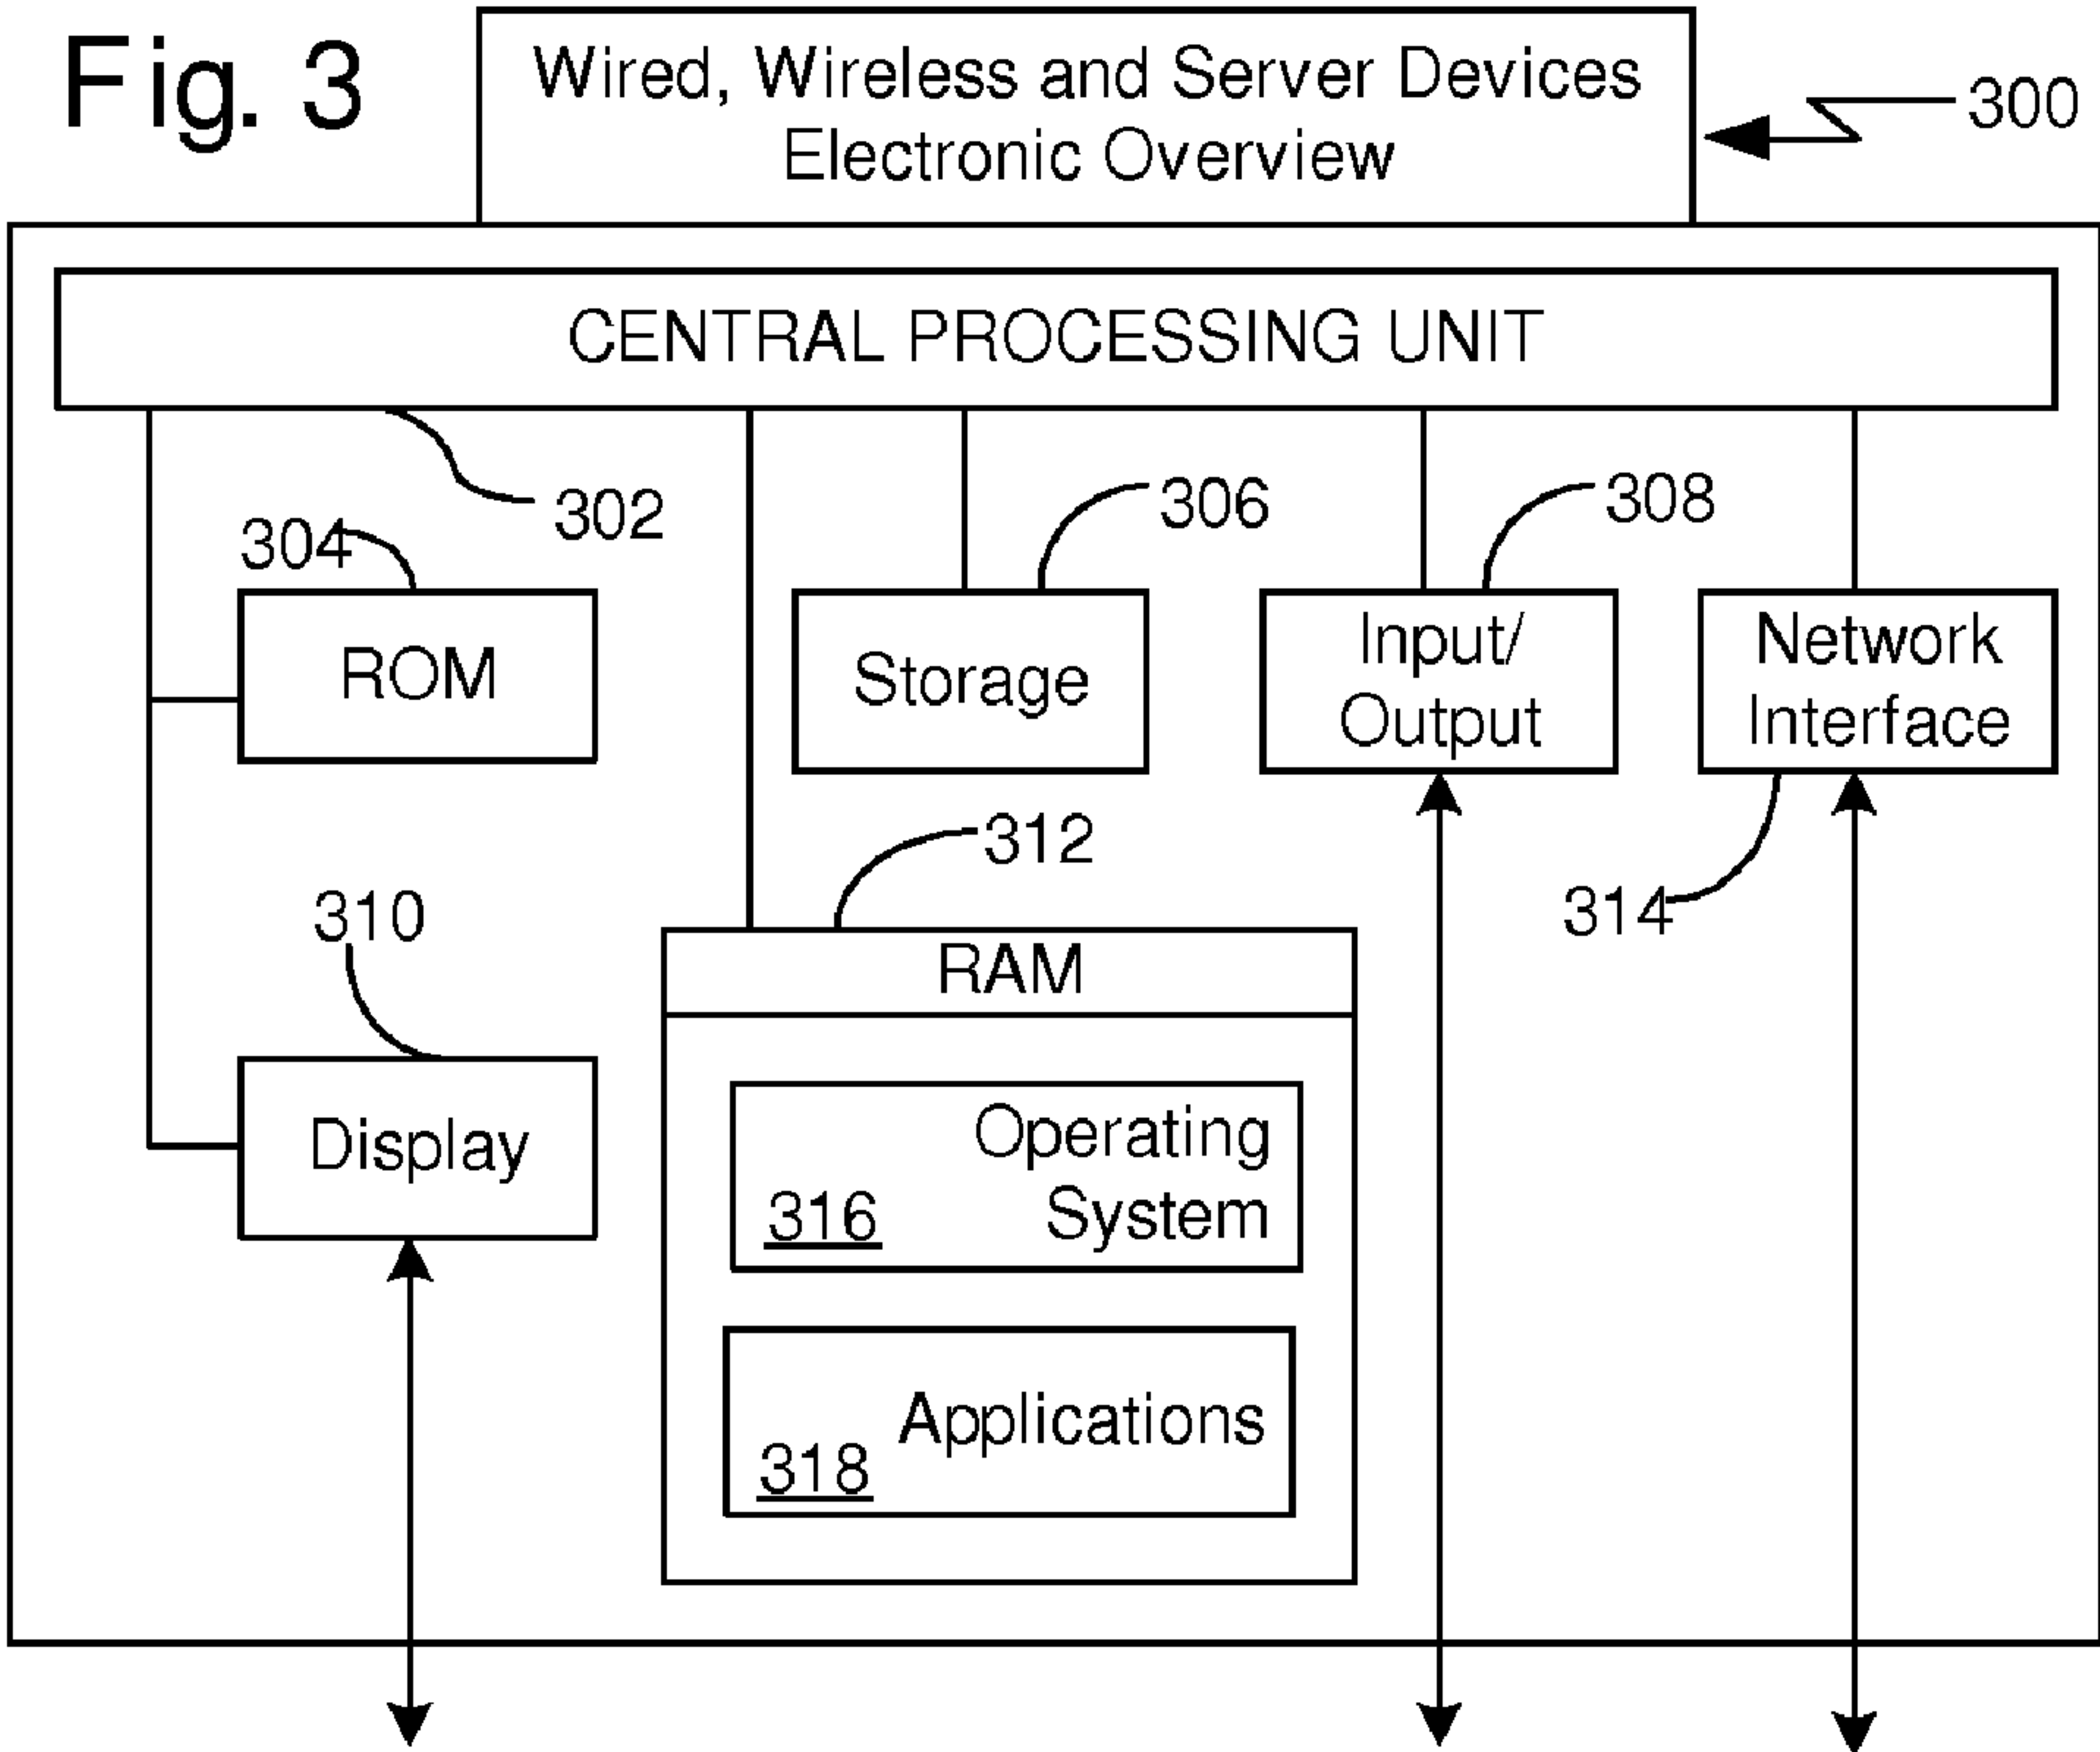 Fig. 3
Wired, Wireless and Server Devices
Electronic Overview
300
CENTRAL PROCESSING UNIT
302
304
306
308
ROM
Storage
Input/
Output
Network
Interface
312
314
310
RAM
Display
Operating
System
316
Applications
318